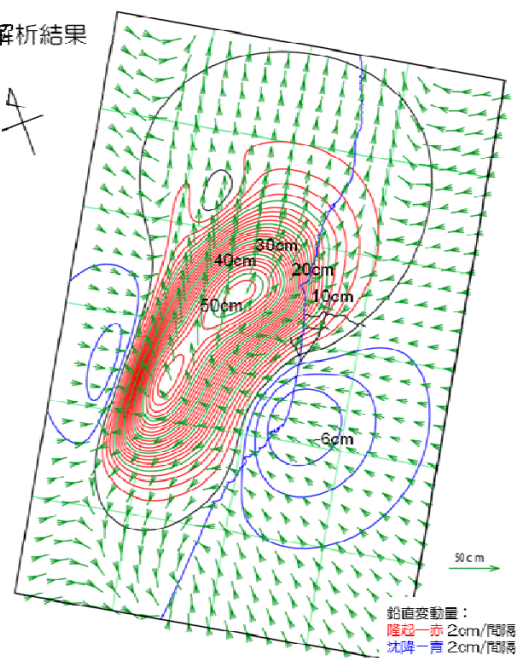 解析結果
30cm
40cm
20cm
10cm
50cm
-6cm
50cm
鉛直変動量：
隆起ー赤 2cm/間隔
沈降ー青 2cm/間隔